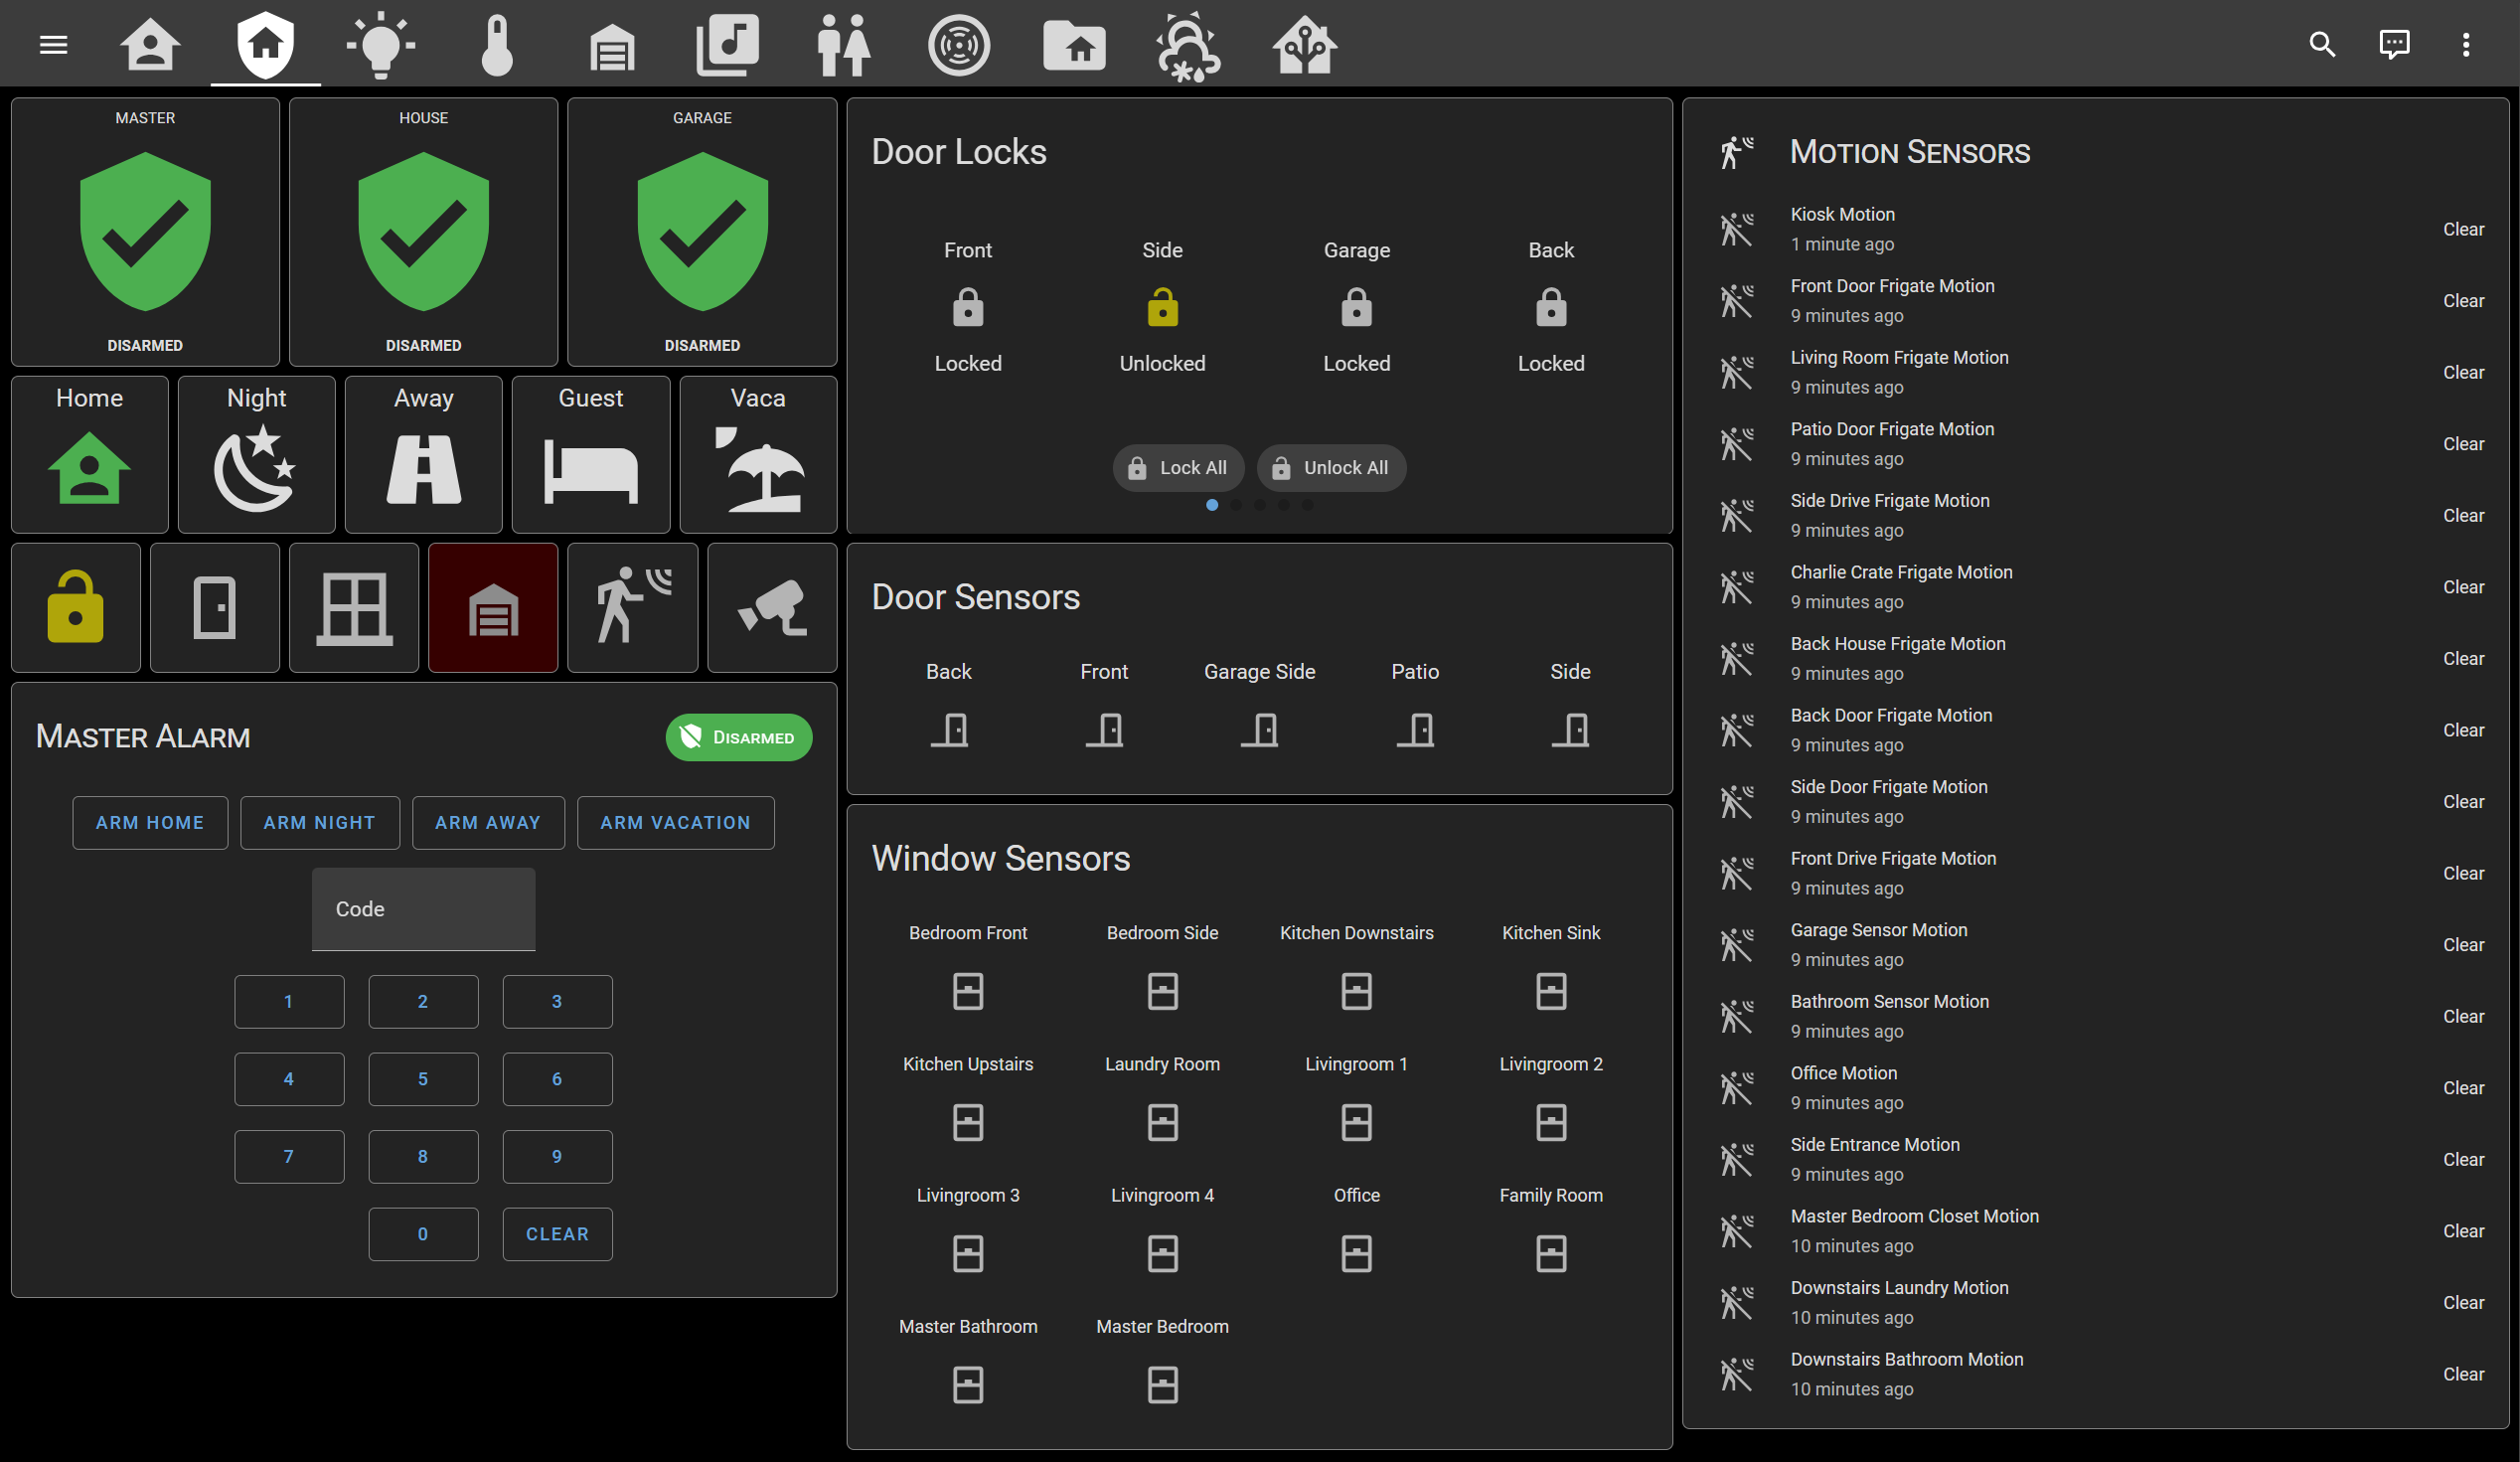 MASTER
HOUSE
GARAGE
DISARMED
DISARMED
DISARMED
Home
Night
Away
Guest
Vaca
MASTER ALARM
DISARMED
ARM HOME
ARM NIGHT
ARM AWAY
ARM VACATION
Code
1
2
3
4
5
6
7
8
9
0
CLEAR
Door Locks
Front
Side
Garage
Back
Locked
Unlocked
Locked
Locked
Lock All
Unlock All
Door Sensors
Back
Front
Garage Side
Patio
Side
Window Sensors
Bedroom Front
Bedroom Side
Kitchen Downstairs
Kitchen Sink
Kitchen Upstairs
Laundry Room
Livingroom 1
Livingroom 2
Livingroom 3
Livingroom 4
Office
Family Room
Master Bathroom
Master Bedroom
MOTION SENSORS
Kiosk Motion
1 minute ago
Clear
Front Door Frigate Motion
9 minutes ago
Clear
Living Room Frigate Motion
9 minutes ago
Clear
Patio Door Frigate Motion
9 minutes ago
Clear
Side Drive Frigate Motion
9 minutes ago
Clear
Charlie Crate Frigate Motion
9 minutes ago
Clear
Back House Frigate Motion
9 minutes ago
Clear
Back Door Frigate Motion
9 minutes ago
Clear
Side Door Frigate Motion
9 minutes ago
Clear
Front Drive Frigate Motion
9 minutes ago
Clear
Garage Sensor Motion
9 minutes ago
Clear
Bathroom Sensor Motion
9 minutes ago
Clear
Office Motion
9 minutes ago
Clear
Side Entrance Motion
9 minutes ago
Clear
Master Bedroom Closet Motion
10 minutes ago
Clear
Downstairs Laundry Motion
10 minutes ago
Clear
Downstairs Bathroom Motion
10 minutes ago
Clear